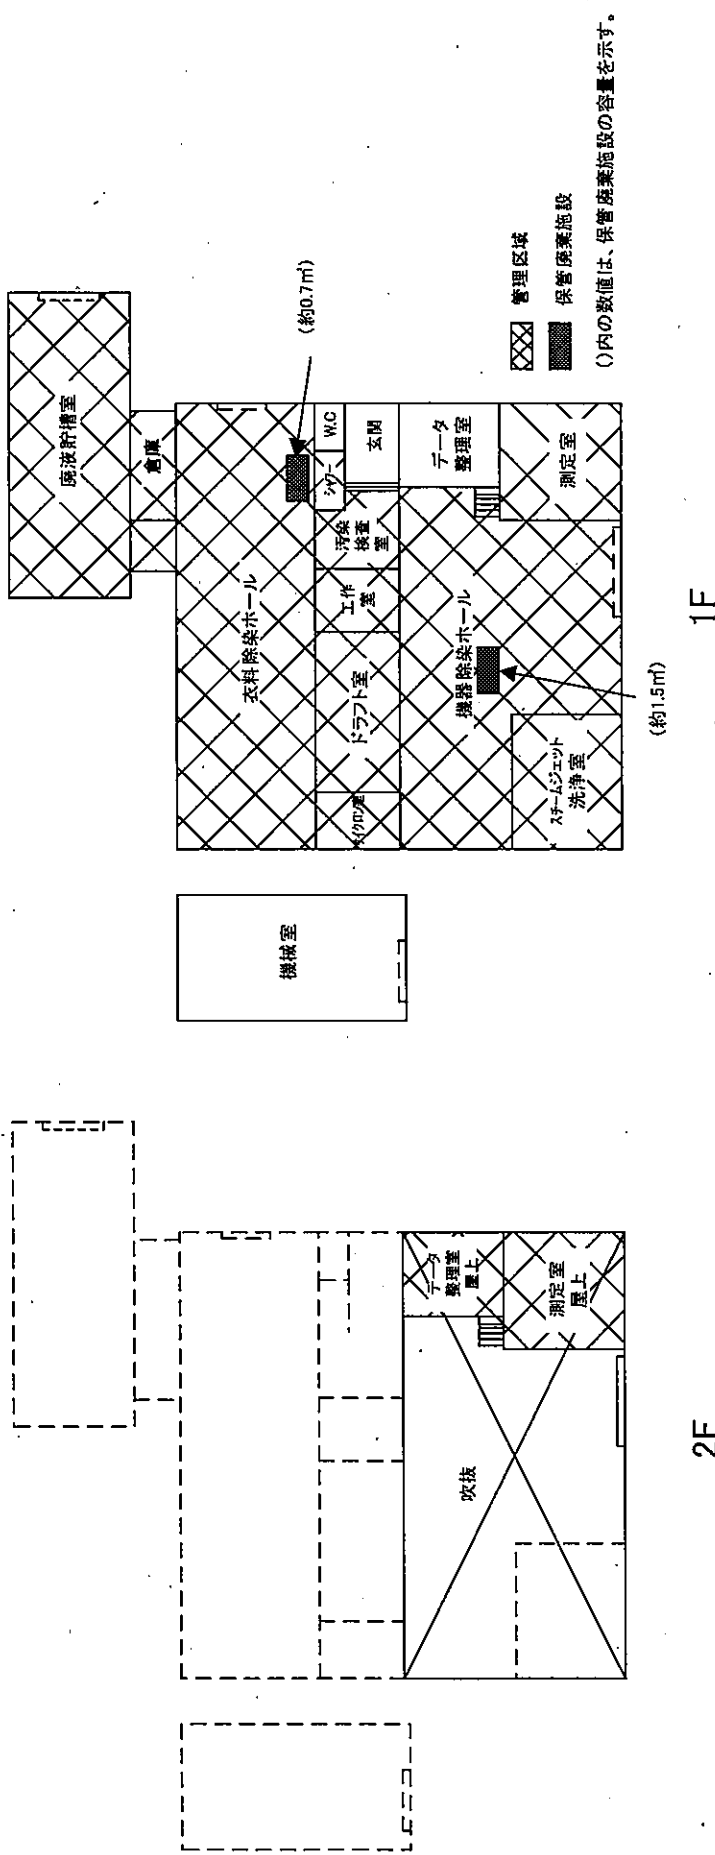 廃液貯槽室
倉庫
衣料除染ホール
(約0.7㎥)
シャワー
W.C
汚染
検査
室
玄関
工作
室
ドラフト室
データ
整理室
機器除染ホール
測定室
スチームジェット
洗浄室
(約1.5㎥)
管理区域
保管廃棄施設
()内の数値は、保管廃棄施設の容量を示す。
1F
機械室
データ
整理室
屋上
測定室
屋上
吹抜
2F